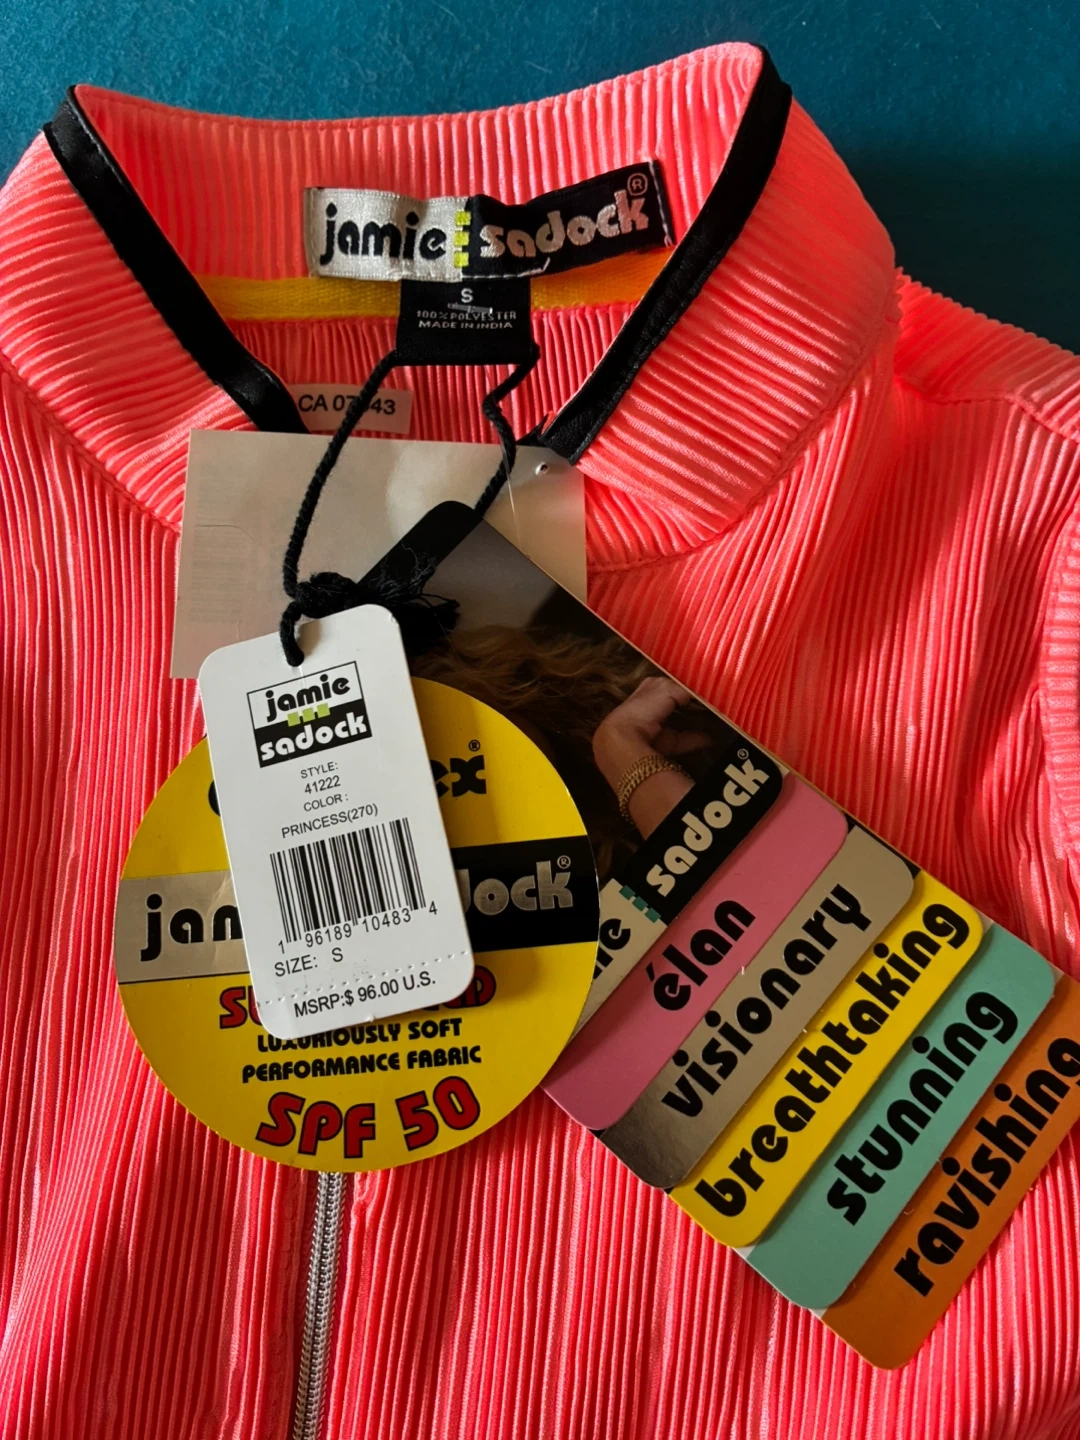 jamie sadock®
S
100% POLYESTER
MADE IN INDIA
jamie
sadock
STYLE:
41222
COLOR :
PRINCESS(270)
1 96189 10483 4
SIZE: S
MSRP:$ 96.00 U.S.
®
®
LUXURIOUSLY SOFT
PERFORMANCE FABRIC
SPF 50
sadock®
élan
visionary
breathtaking
stunning
ravishing